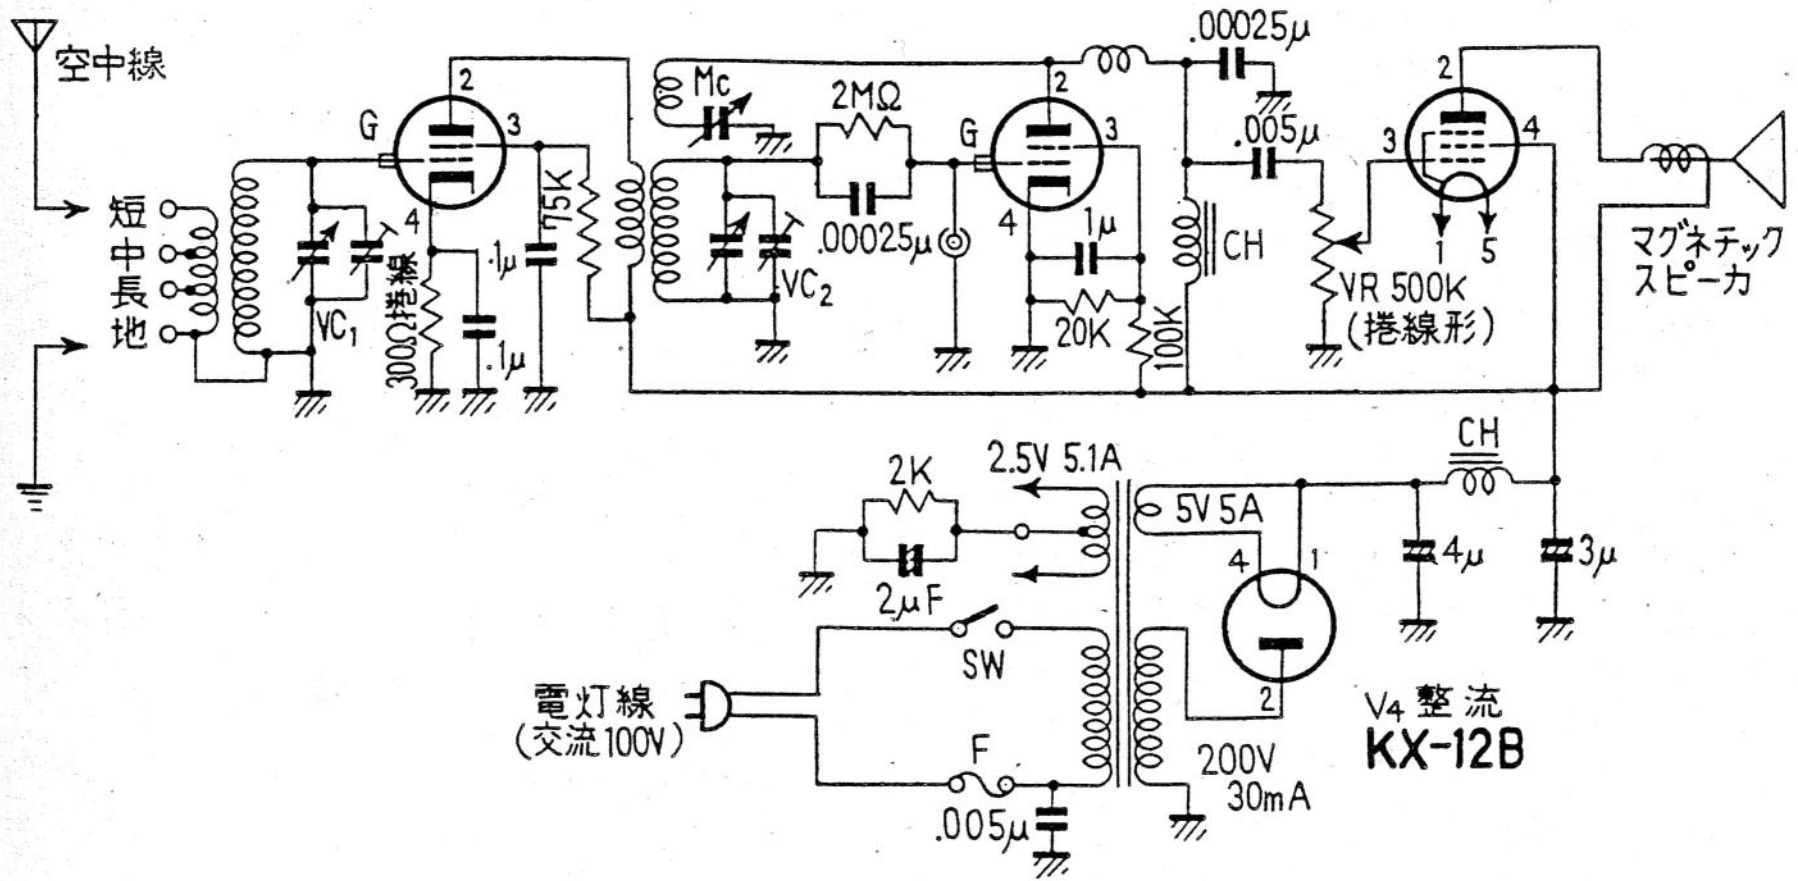 空中線
短
中
長
地
G
2
3
4
VC1
300Ω捲線
.1μ
.1μ
75K
Mc
2MΩ
.00025μ
VC2
G
2
3
4
1μ
20K
100K
.00025μ
.005μ
CH
VR 500K
(捲線形)
2
3
4
1
5
マグネチック
スピーカ
CH
2.5V 5.1A
2K
2μF
5V 5A
4
1
2
4μ
3μ
SW
電灯線
(交流100V)
F
.005μ
200V
30mA
V4 整流
KX-12B